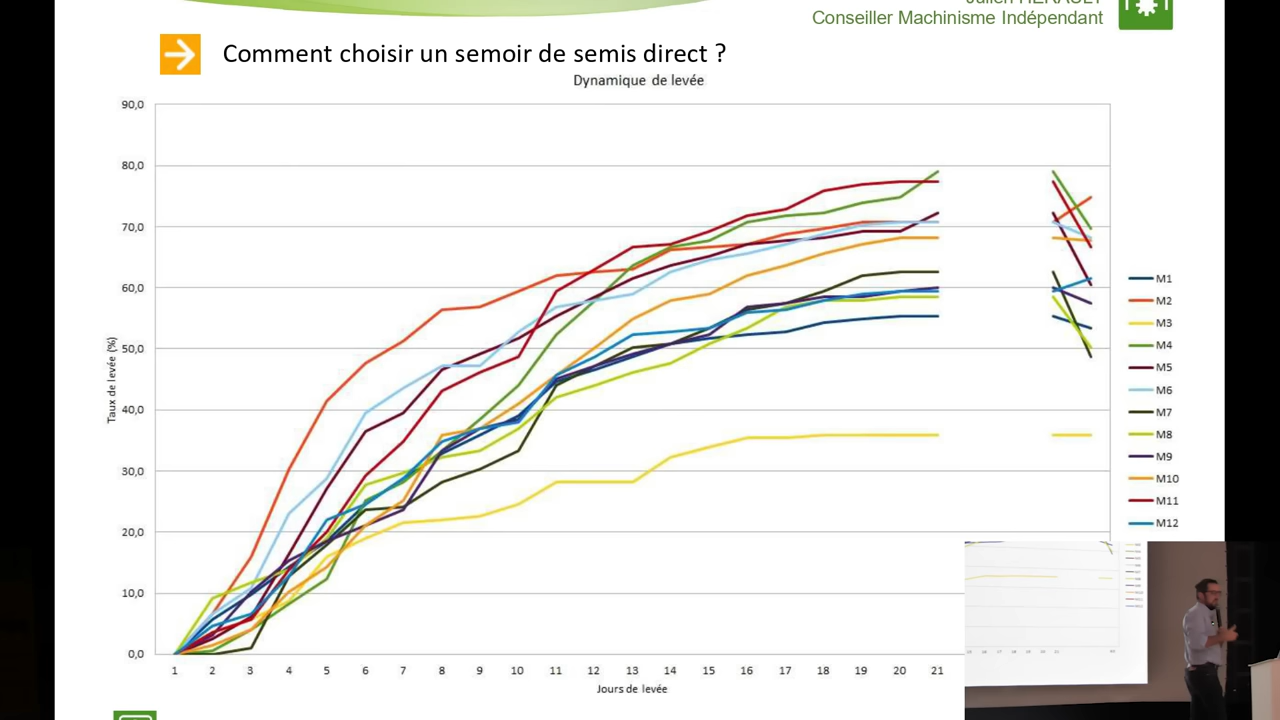 Conseiller Machinisme Indépendant
Comment choisir un semoir de semis direct ?
Dynamique de levée
90,0
80,0
70,0
60,0
50,0
40,0
30,0
20,0
10,0
0,0
Taux de levée (%)
1 2 3 4 5 6 7 8 9 10 11 12 13 14 15 16 17 18 19 20 21
Jours de levée
M1
M2
M3
M4
M5
M6
M7
M8
M9
M10
M11
M12